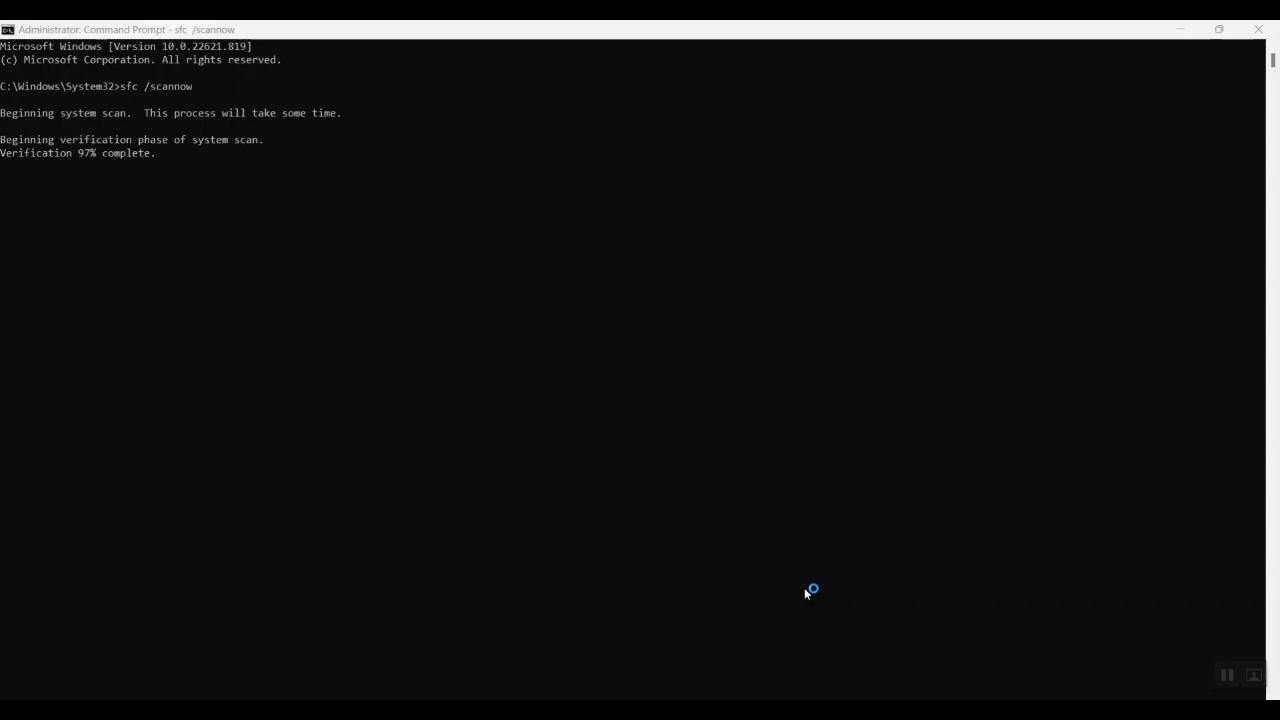 Administrator: Command Prompt - sfc  /scannow
Microsoft Windows [Version 10.0.22621.819]
(c) Microsoft Corporation. All rights reserved.
C:\Windows\System32>sfc /scannow
Beginning system scan.  This process will take some time.
Beginning verification phase of system scan.
Verification 97% complete.